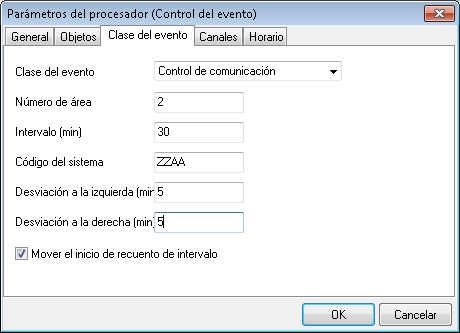 Parámetros del procesador (Control del evento)
General Objetos Clase del evento Canales Horario
Clase del evento Control de comunicación
Número de área 2
Intervalo (min) 30
Código del sistema ZZAA
Desviación a la izquierda (min 5
Desviación a la derecha (min) 5
Mover el inicio de recuento de intervalo
OK Cancelar